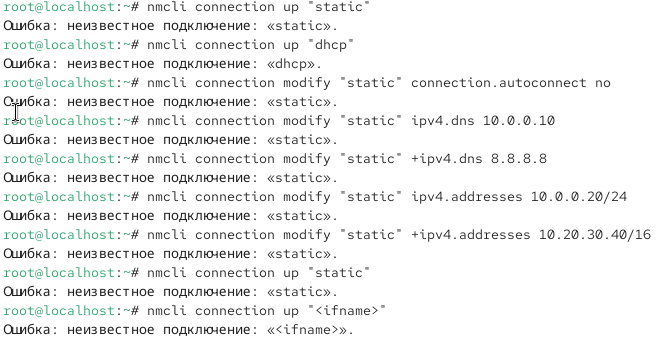 root@localhost:~# nmcli connection up "static"
Ошибка: неизвестное подключение: «static».
root@localhost:~# nmcli connection up "dhcp"
Ошибка: неизвестное подключение: «dhcp».
root@localhost:~# nmcli connection modify "static" connection.autoconnect no
Ошибка: неизвестное подключение: «static».
root@localhost:~# nmcli connection modify "static" ipv4.dns 10.0.0.10
Ошибка: неизвестное подключение: «static».
root@localhost:~# nmcli connection modify "static" +ipv4.dns 8.8.8.8
Ошибка: неизвестное подключение: «static».
root@localhost:~# nmcli connection modify "static" ipv4.addresses 10.0.0.20/24
Ошибка: неизвестное подключение: «static».
root@localhost:~# nmcli connection modify "static" +ipv4.addresses 10.20.30.40/16
Ошибка: неизвестное подключение: «static».
root@localhost:~# nmcli connection up "static"
Ошибка: неизвестное подключение: «static».
root@localhost:~# nmcli connection up "<ifname>"
Ошибка: неизвестное подключение: «<ifname>».